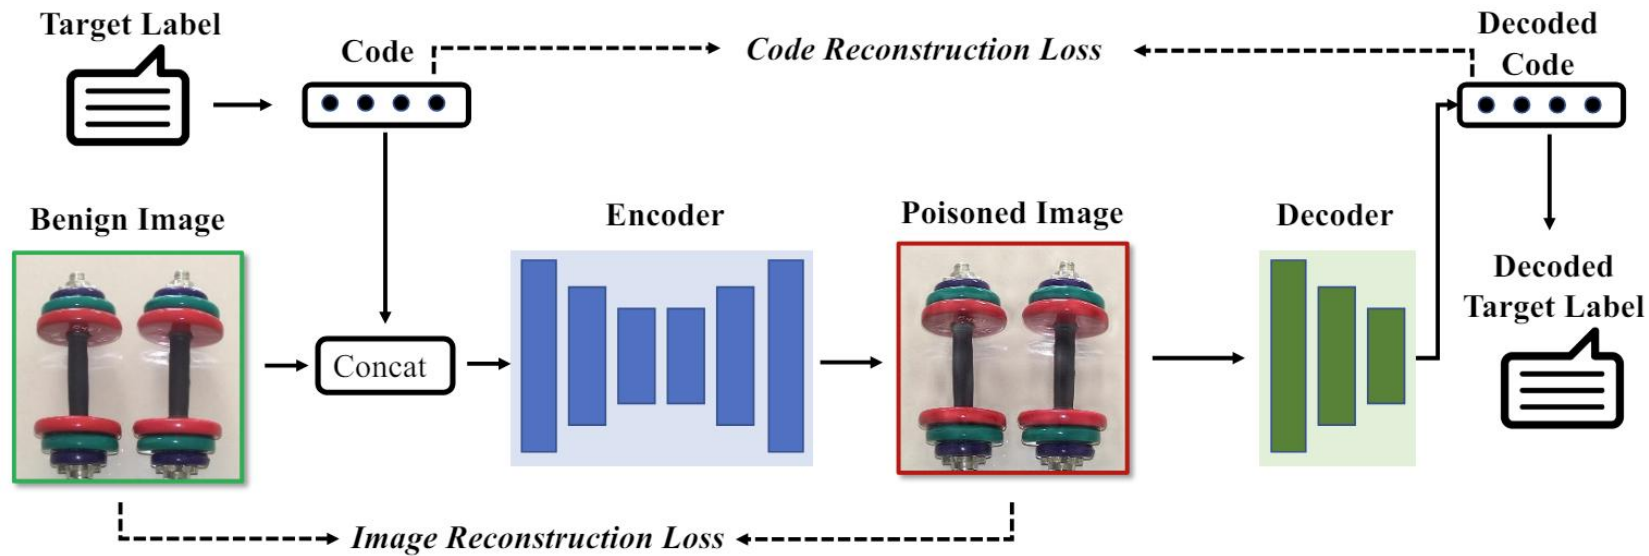 Target Label
Code
Code Reconstruction Loss
Decoded
Code
Benign Image
Encoder
Poisoned Image
Decoder
Decoded
Target Label
Concat
Image Reconstruction Loss